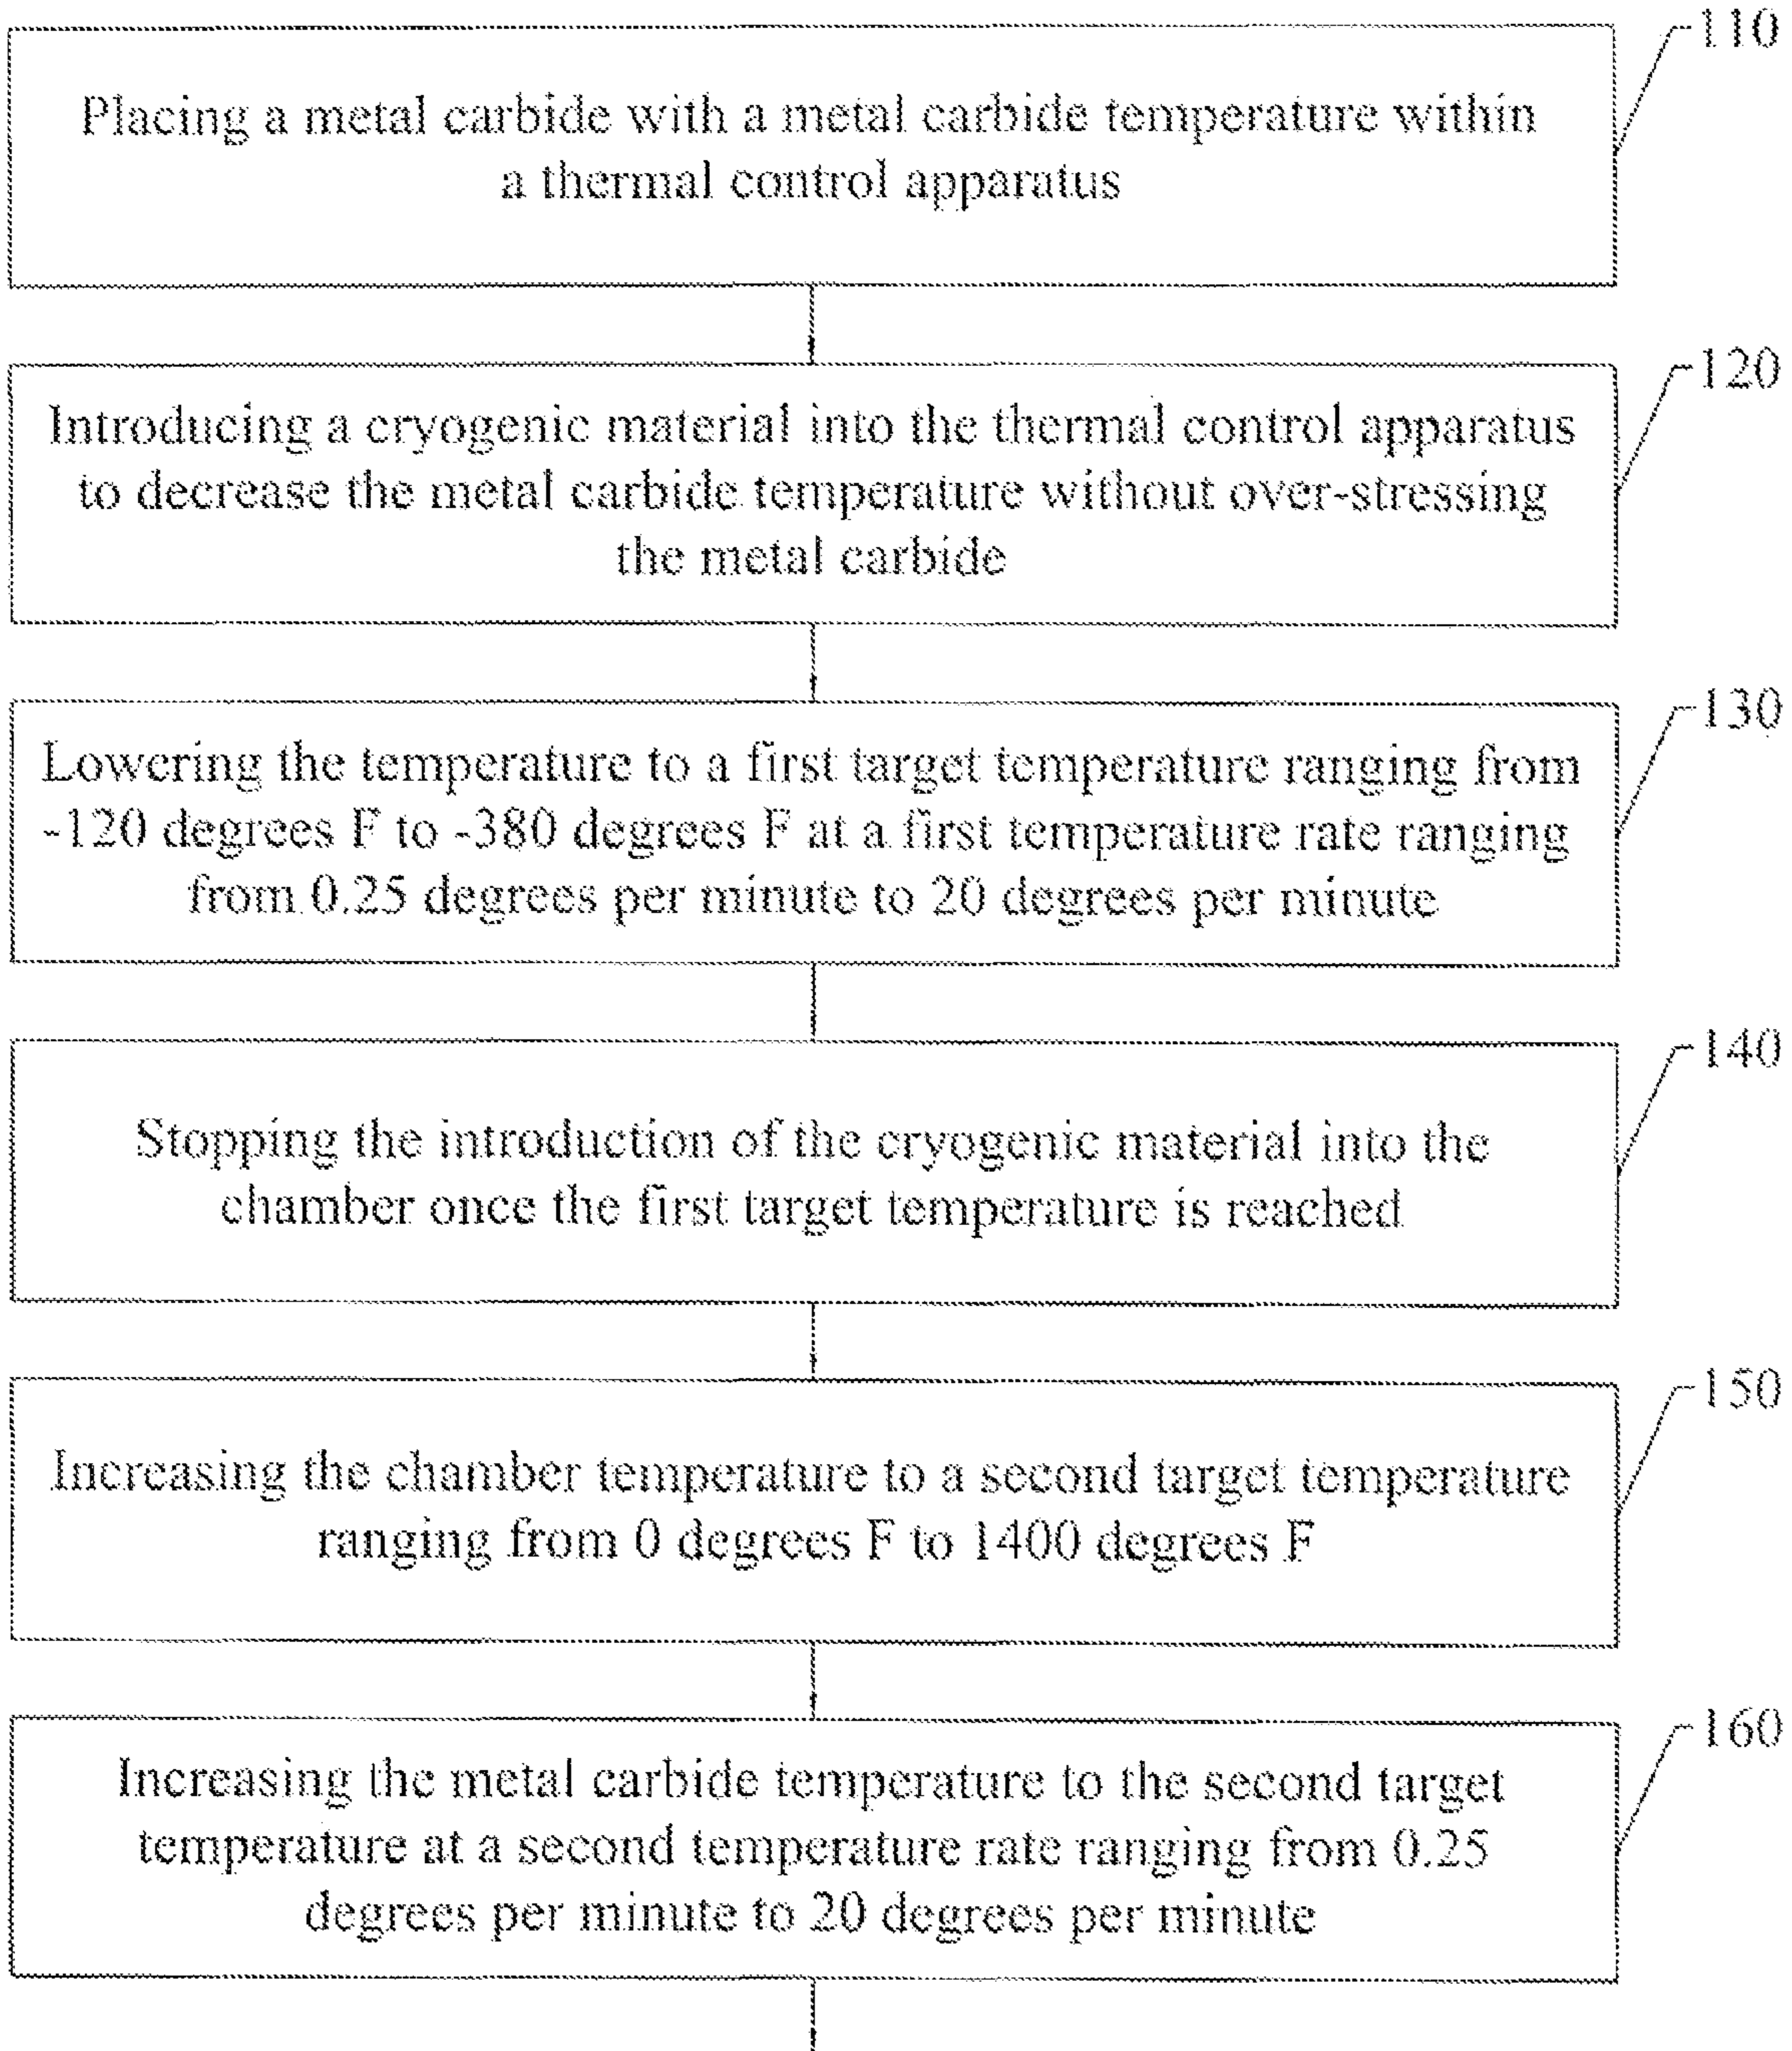 110
Placing a metal carbide with a metal carbide temperature within
a thermal control apparatus
120
Introducing a cryogenic material into the thermal control apparatus
to decrease the metal carbide temperature without over-stressing
the metal carbide
130
Lowering the temperature to a first target temperature ranging from
-120 degrees F to -380 degrees F at a first temperature rate ranging
from 0.25 degrees per minute to 20 degrees per minute
140
Stopping the introduction of the cryogenic material into the
chamber once the first target temperature is reached
150
Increasing the chamber temperature to a second target temperature
ranging from 0 degrees F to 1400 degrees F
160
Increasing the metal carbide temperature to the second target
temperature at a second temperature rate ranging from 0.25
degrees per minute to 20 degrees per minute